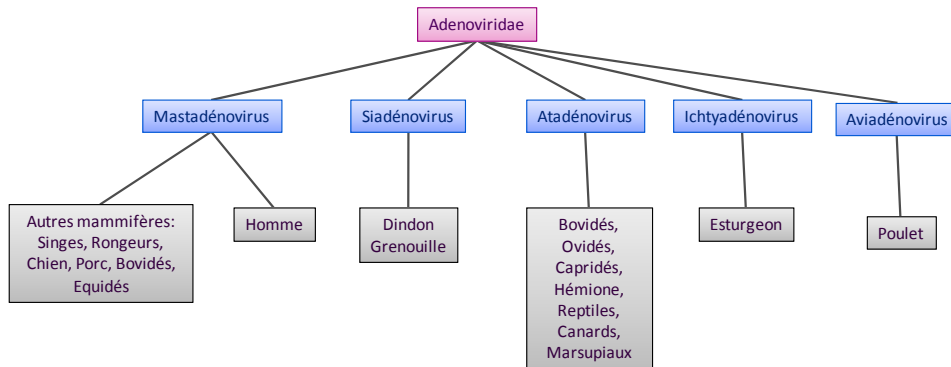 Adenoviridae
Mastadénovirus
Siadénovirus
Atadénovirus
Ichtyadénovirus
Aviadénovirus
Autres mammifères:
Singes, Rongeurs,
Chien, Porc, Bovidés,
Equidés
Homme
Dindon
Grenouille
Bovidés,
Ovidés,
Capridés,
Hémione,
Reptiles,
Canards,
Marsupiaux
Esturgeon
Poulet